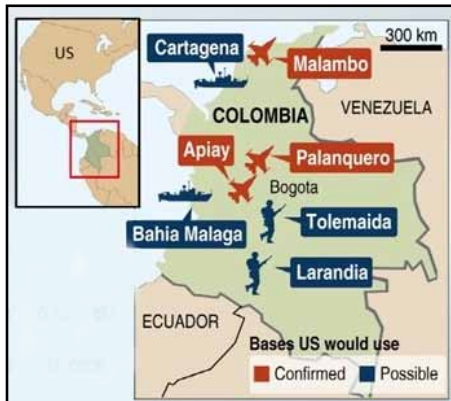 US
300 km
Cartagena
Malambo
COLOMBIA
VENEZUELA
Apiay
Palanquero
Bogota
Bahia Malaga
Tolemaida
Larandia
ECUADOR
Bases US would use
Confirmed
Possible